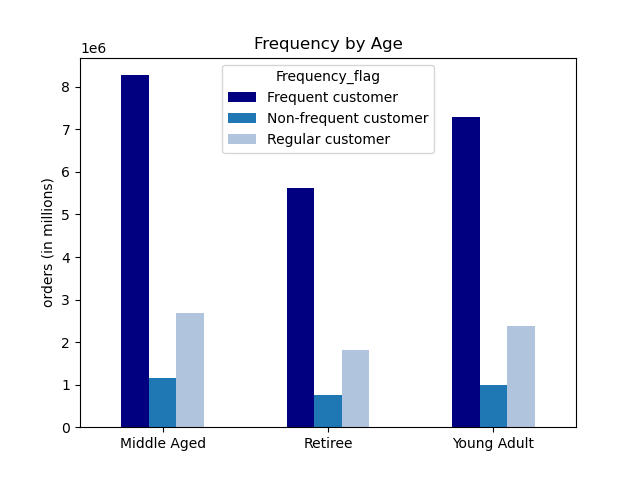 Frequency by Age
1e6
Frequency_flag
Frequent customer
Non-frequent customer
Regular customer
orders (in millions)
8
7
6
5
4
3
2
1
0
Middle Aged
Retiree
Young Adult